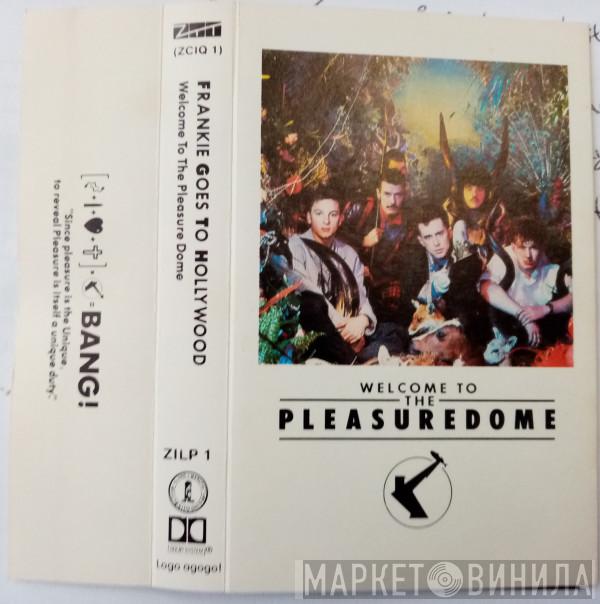 ZTT
(ZCIQ 1)
FRANKIE GOES TO HOLLYWOOD
Welcome To The Pleasure Dome
ZILP 1
Logo agogo!
= BANG!
"Since pleasure is the Unique,
to reveal Pleasure is itself a unique duty."
WELCOME TO
THE
PLEASUREDOME
МАРКЕТ ВИНИЛА